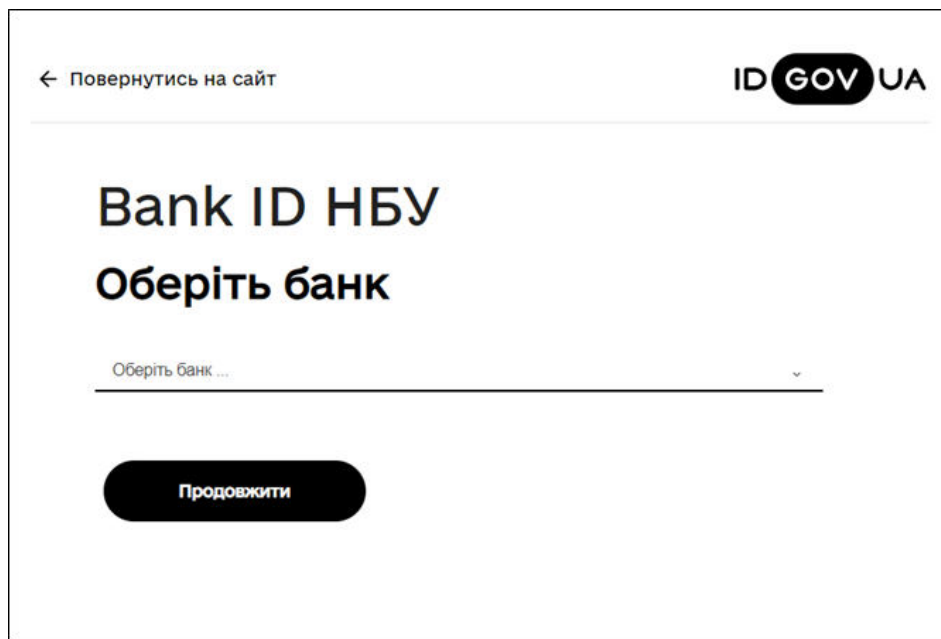 ← Повернутись на сайт
ID GOV UA
Bank ID НБУ
Оберіть банк
Оберіть банк ...
Продовжити